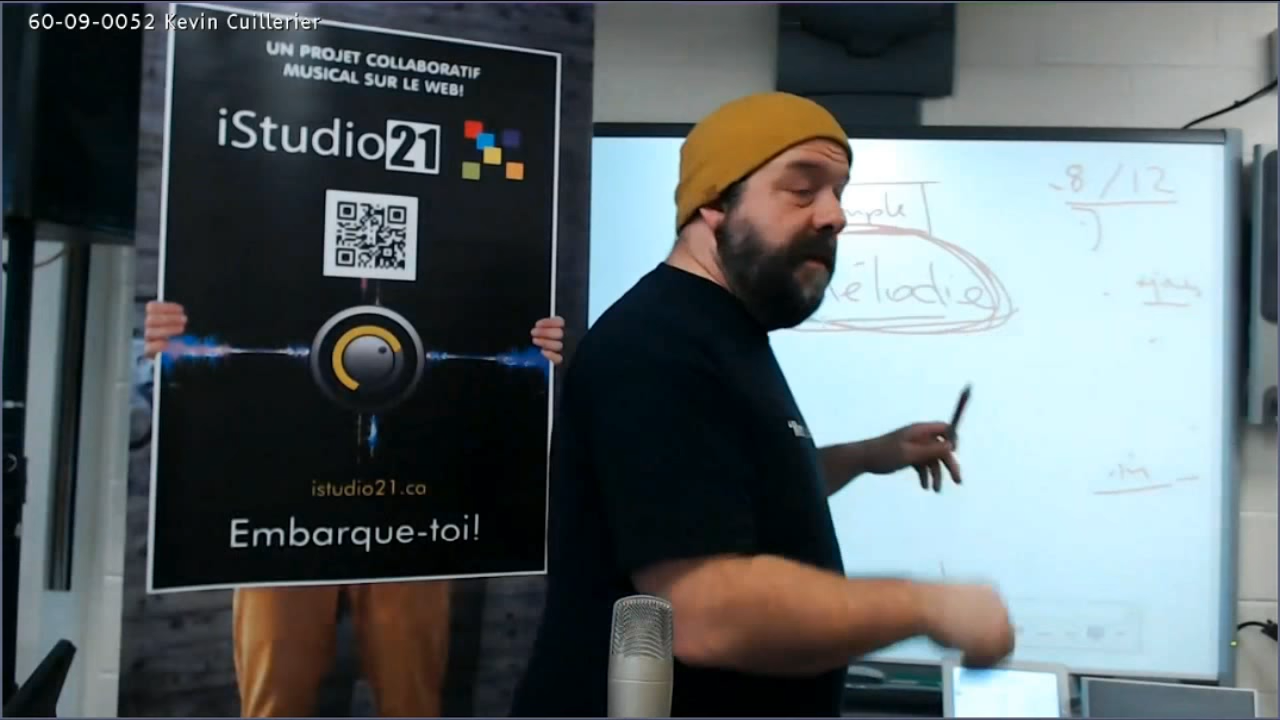 60-09-0052 Kevin Cuillerier
UN PROJET COLLABORATIF
MUSICAL SUR LE WEB!
iStudio21
istudio21.ca
Embarque-toi!
8/12